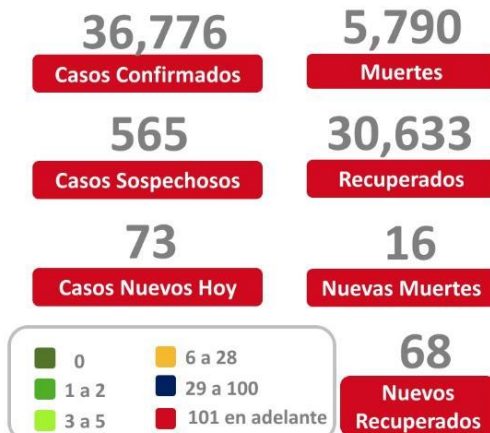 36,776
Casos Confirmados
5,790
Muertes
565
Casos Sospechosos
30,633
Recuperados
73
Casos Nuevos Hoy
16
Nuevas Muertes
0
1 a 2
3 a 5
6 a 28
29 a 100
101 en adelante
68
Nuevos
Recuperados